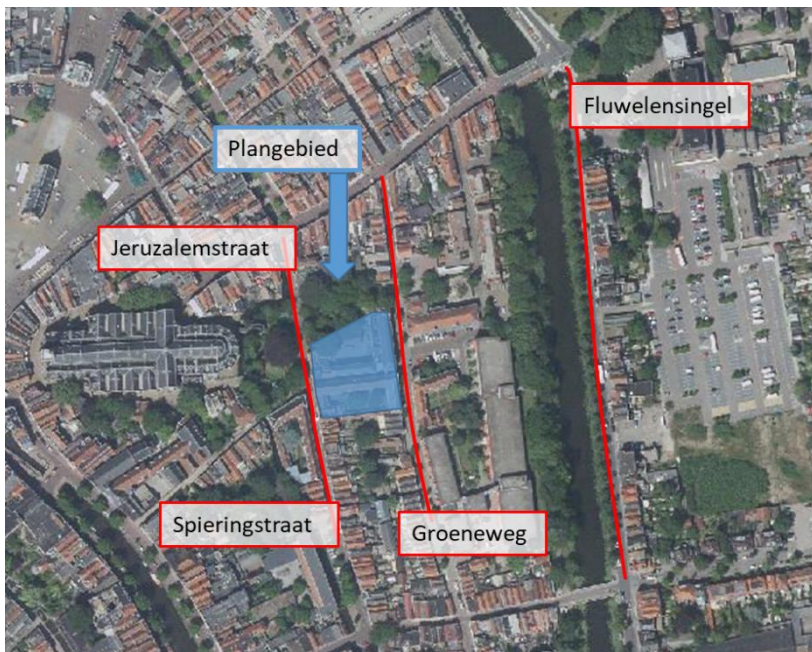 Fluwelensingel
Plangebied
Jeruzalemstraat
Spieringstraat
Groeneweg